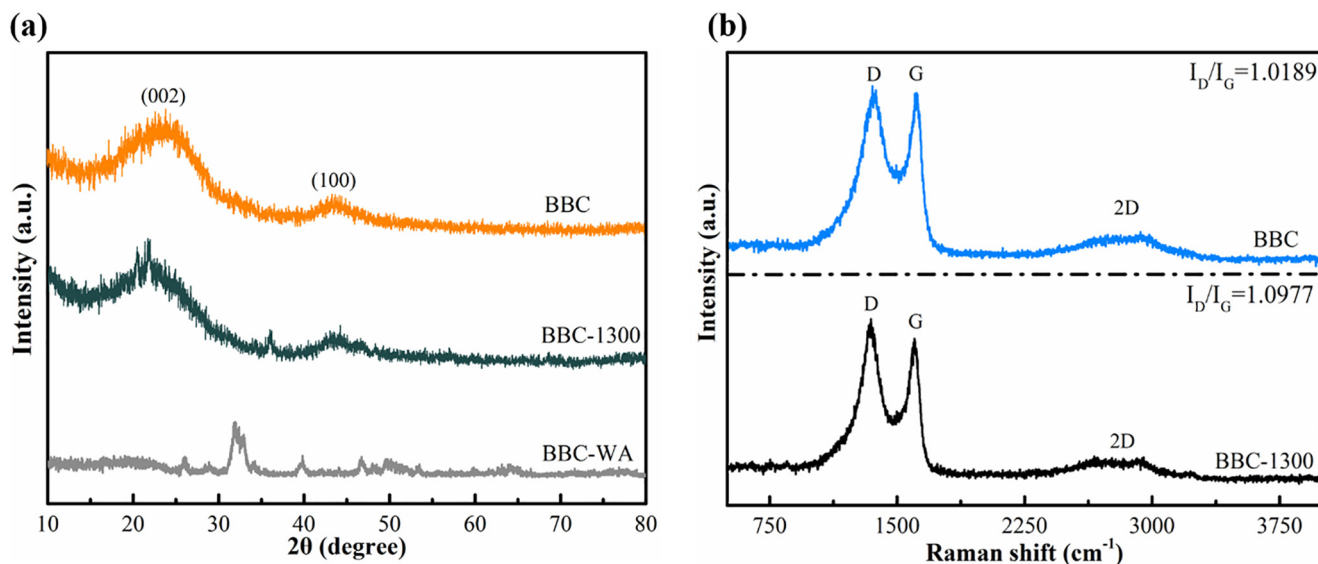 (a)
(002)
(100)
BBC
BBC-1300
BBC-WA
Intensity (a.u.)
10 20 30 40 50 60 70 80
2θ (degree)
(b)
D G
I_D/I_G=1.0189
2D
BBC
I_D/I_G=1.0977
D G
2D
BBC-1300
Intensity (a.u.)
750 1500 2250 3000 3750
Raman shift (cm⁻¹)